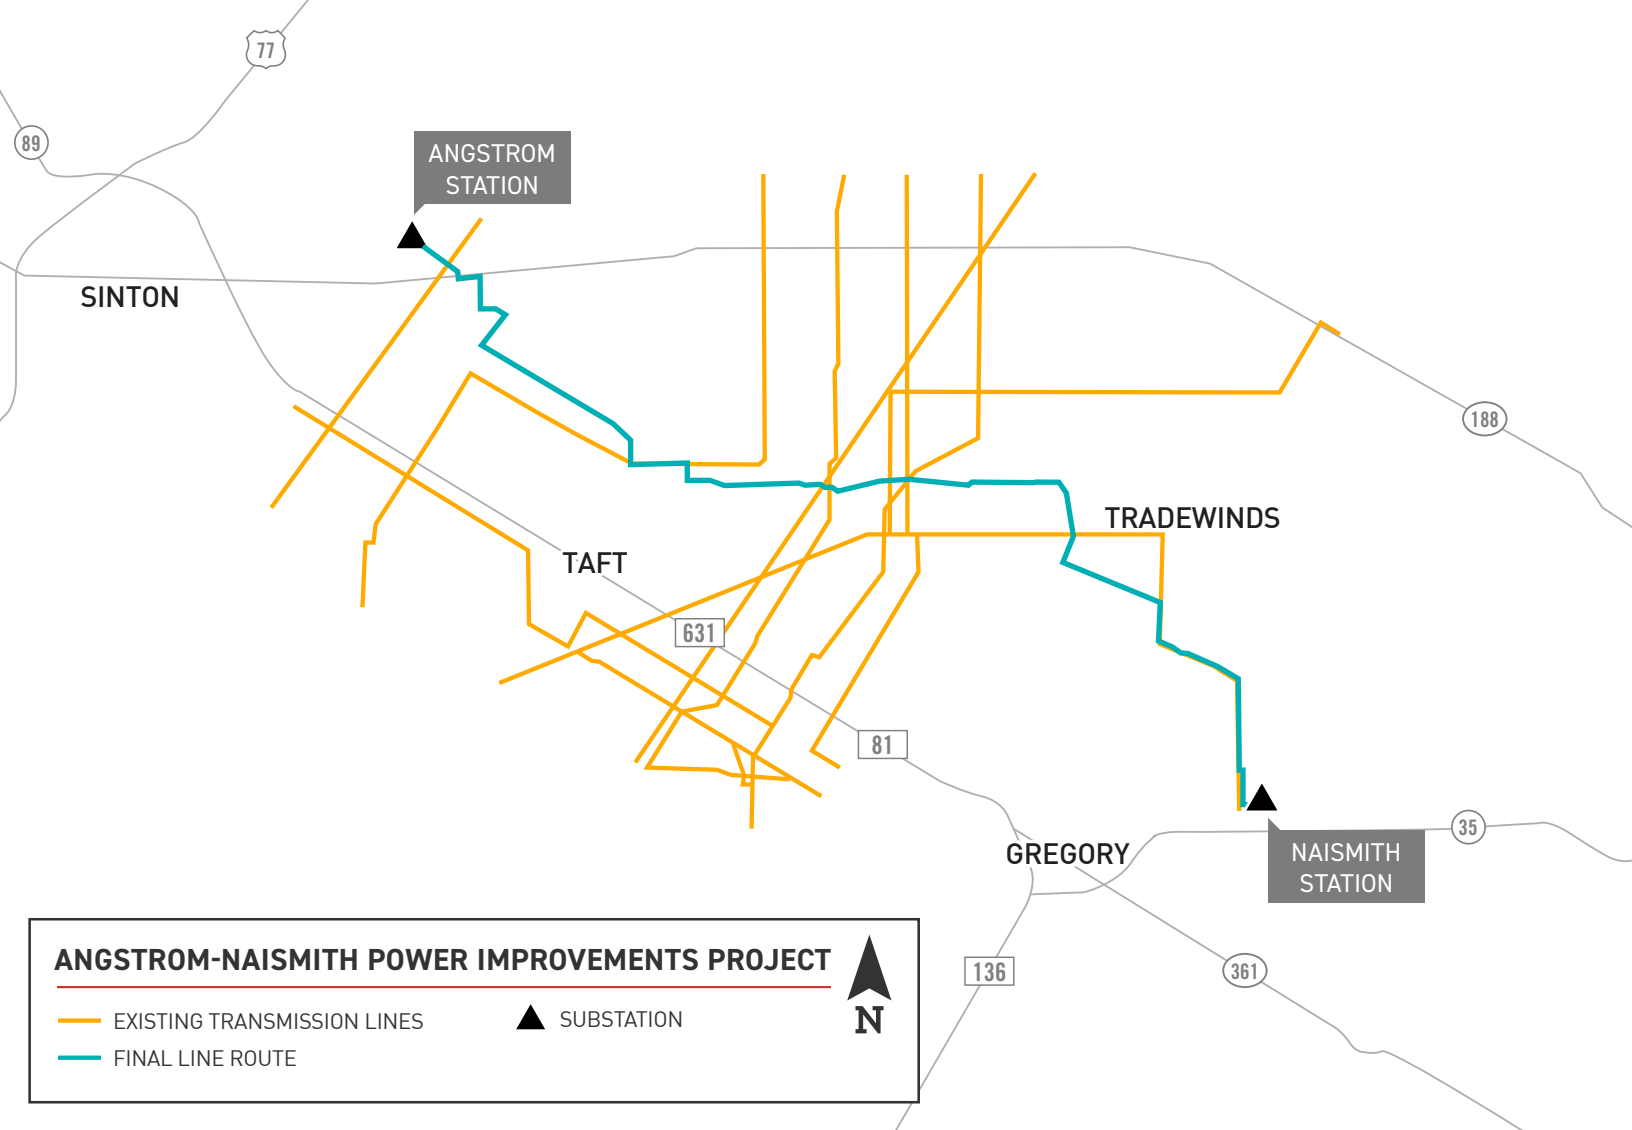 77
89
ANGSTROM
STATION
SINTON
188
TRADEWINDS
TAFT
631
81
35
GREGORY
NAISMITH
STATION
136
361
ANGSTROM-NAISMITH POWER IMPROVEMENTS PROJECT
N
EXISTING TRANSMISSION LINES
SUBSTATION
FINAL LINE ROUTE